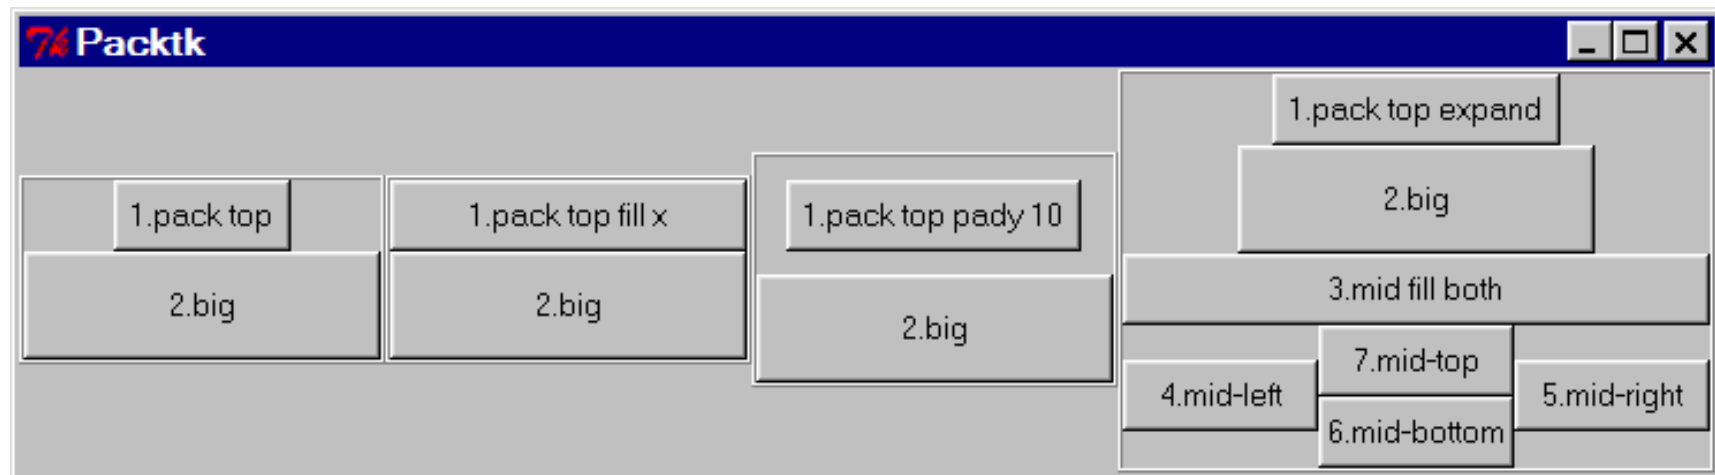 Packtk
1.pack top
2.big
1.pack top fill x
2.big
1.pack top pady 10
2.big
1.pack top expand
2.big
3.mid fill both
4.mid-left
7.mid-top
6.mid-bottom
5.mid-right